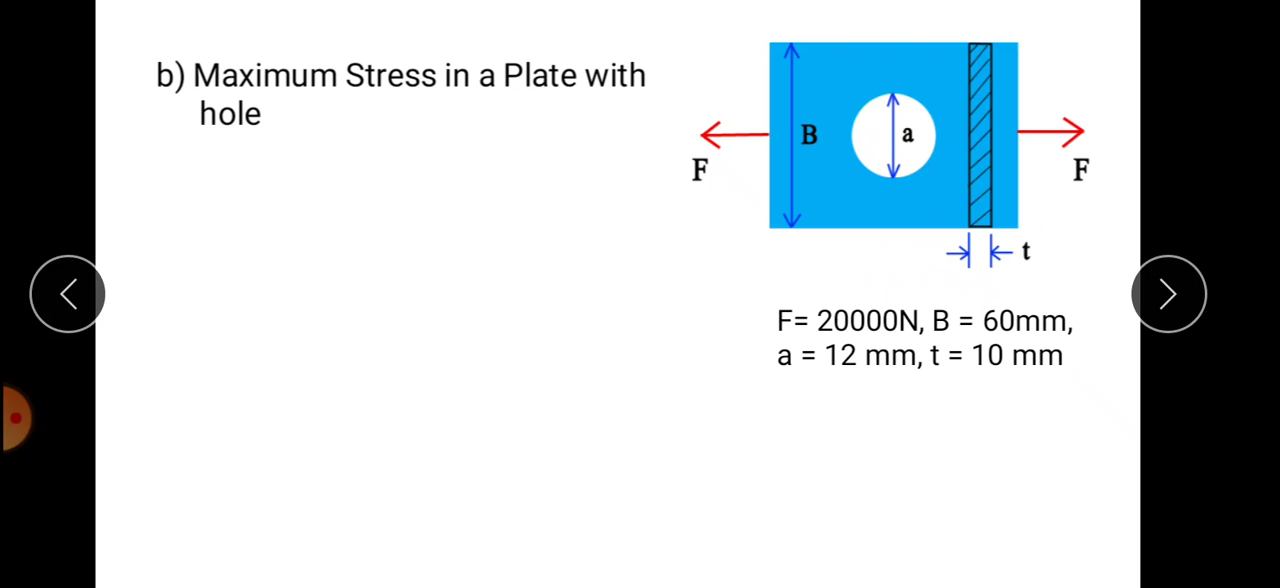 b) Maximum Stress in a Plate with
hole
B
a
F
F
t
F= 20000N, B = 60mm,
a = 12 mm, t = 10 mm